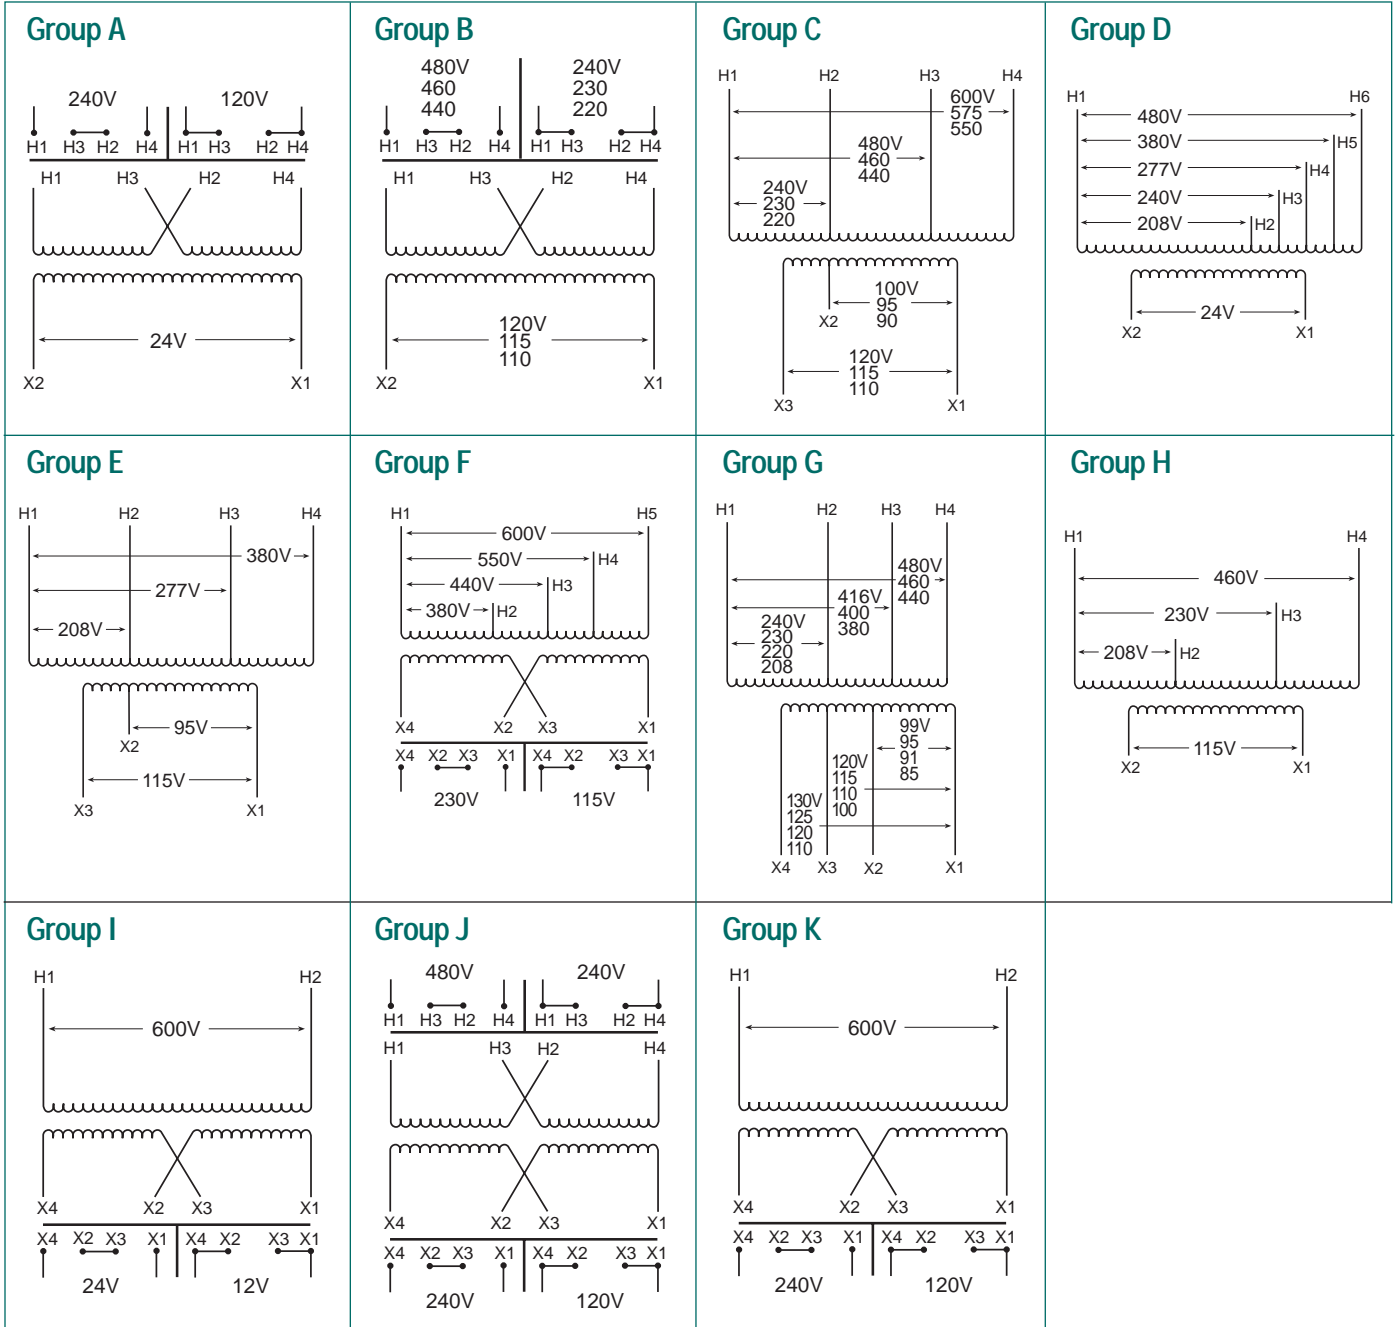 Group A
240V 120V
H1 H3 H2 H4 H1 H3 H2 H4
H1 H3 H2 H4
24V
X2 X1
Group B
480V 240V
460 230
440 220
H1 H3 H2 H4 H1 H3 H2 H4
H1 H3 H2 H4
120V
115
110
X2 X1
Group C
H1 H2 H3 H4
600V
575
550
480V
460
440
240V
230
220
100V
95
90
X2
120V
115
110
X3 X1
Group D
H1 H6
480V
380V H5
277V H4
240V H3
208V H2
24V
X2 X1
Group E
H1 H2 H3 H4
380V
277V
208V
95V
X2
115V
X3 X1
Group F
H1 H5
600V
550V H4
440V H3
380V H2
X4 X2 X3 X1
X4 X2 X3 X1 X4 X2 X3 X1
230V 115V
Group G
H1 H2 H3 H4
480V
460
440
416V
400
380
240V
230
220
208
99V
95
91
85
120V
115
110
100
130V
125
120
110
X4 X3 X2 X1
Group H
H1 H4
460V
230V H3
208V H2
115V
X2 X1
Group I
H1 H2
600V
X4 X2 X3 X1
X4 X2 X3 X1 X4 X2 X3 X1
24V 12V
Group J
480V 240V
H1 H3 H2 H4 H1 H3 H2 H4
H1 H3 H2 H4
X4 X2 X3 X1
X4 X2 X3 X1 X4 X2 X3 X1
240V 120V
Group K
H1 H2
600V
X4 X2 X3 X1
X4 X2 X3 X1 X4 X2 X3 X1
240V 120V